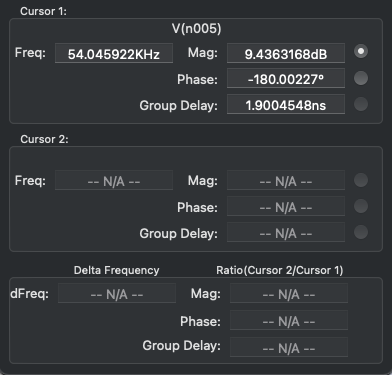 Cursor 1:
V(n005)
Freq: 54.045922KHz Mag: 9.4363168dB
Phase: -180.00227°
Group Delay: 1.9004548ns
Cursor 2:
Freq: -- N/A -- Mag: -- N/A --
Phase: -- N/A --
Group Delay: -- N/A --
Delta Frequency Ratio(Cursor 2/Cursor 1)
dFreq: -- N/A -- Mag: -- N/A --
Phase: -- N/A --
Group Delay: -- N/A --